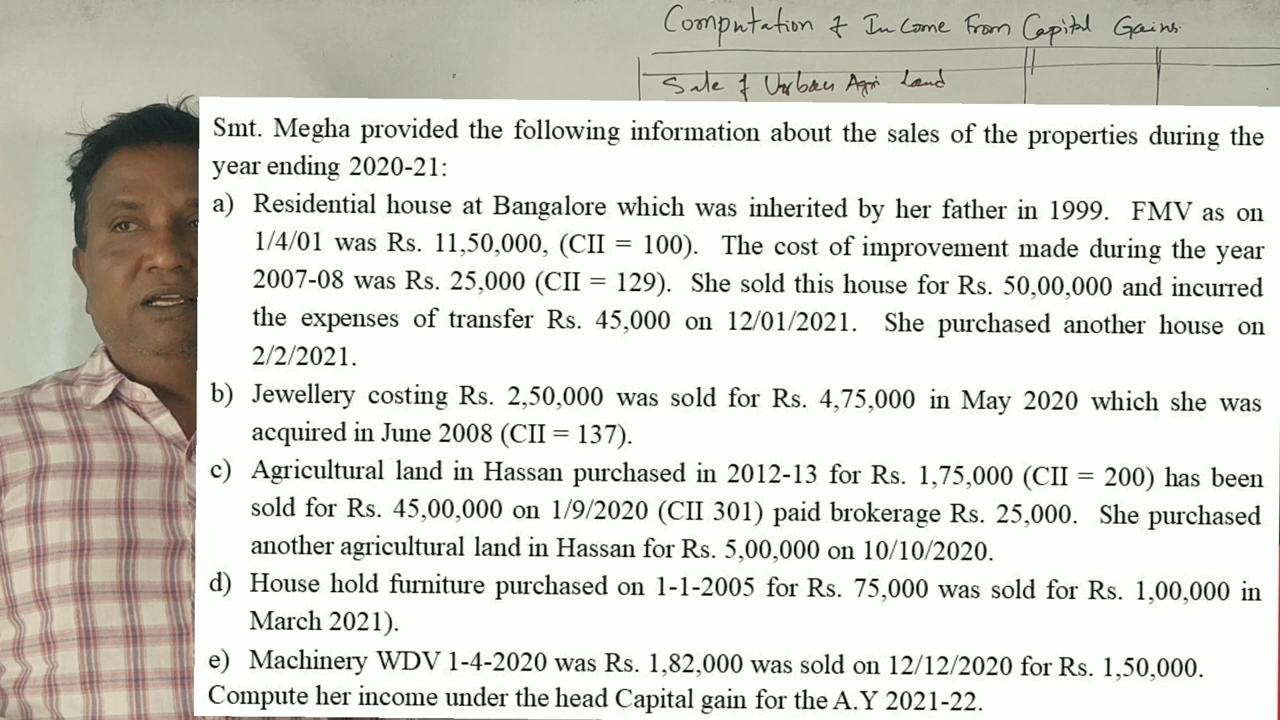 Computation of Income From Capital Gains.
Sale of Urban Agri Land
Smt. Megha provided the following information about the sales of the properties during the
year ending 2020-21:
a) Residential house at Bangalore which was inherited by her father in 1999. FMV as on
1/4/01 was Rs. 11,50,000, (CII = 100). The cost of improvement made during the year
2007-08 was Rs. 25,000 (CII = 129). She sold this house for Rs. 50,00,000 and incurred
the expenses of transfer Rs. 45,000 on 12/01/2021. She purchased another house on
2/2/2021.
b) Jewellery costing Rs. 2,50,000 was sold for Rs. 4,75,000 in May 2020 which she was
acquired in June 2008 (CII = 137).
c) Agricultural land in Hassan purchased in 2012-13 for Rs. 1,75,000 (CII = 200) has been
sold for Rs. 45,00,000 on 1/9/2020 (CII 301) paid brokerage Rs. 25,000. She purchased
another agricultural land in Hassan for Rs. 5,00,000 on 10/10/2020.
d) House hold furniture purchased on 1-1-2005 for Rs. 75,000 was sold for Rs. 1,00,000 in
March 2021).
e) Machinery WDV 1-4-2020 was Rs. 1,82,000 was sold on 12/12/2020 for Rs. 1,50,000.
Compute her income under the head Capital gain for the A.Y 2021-22.